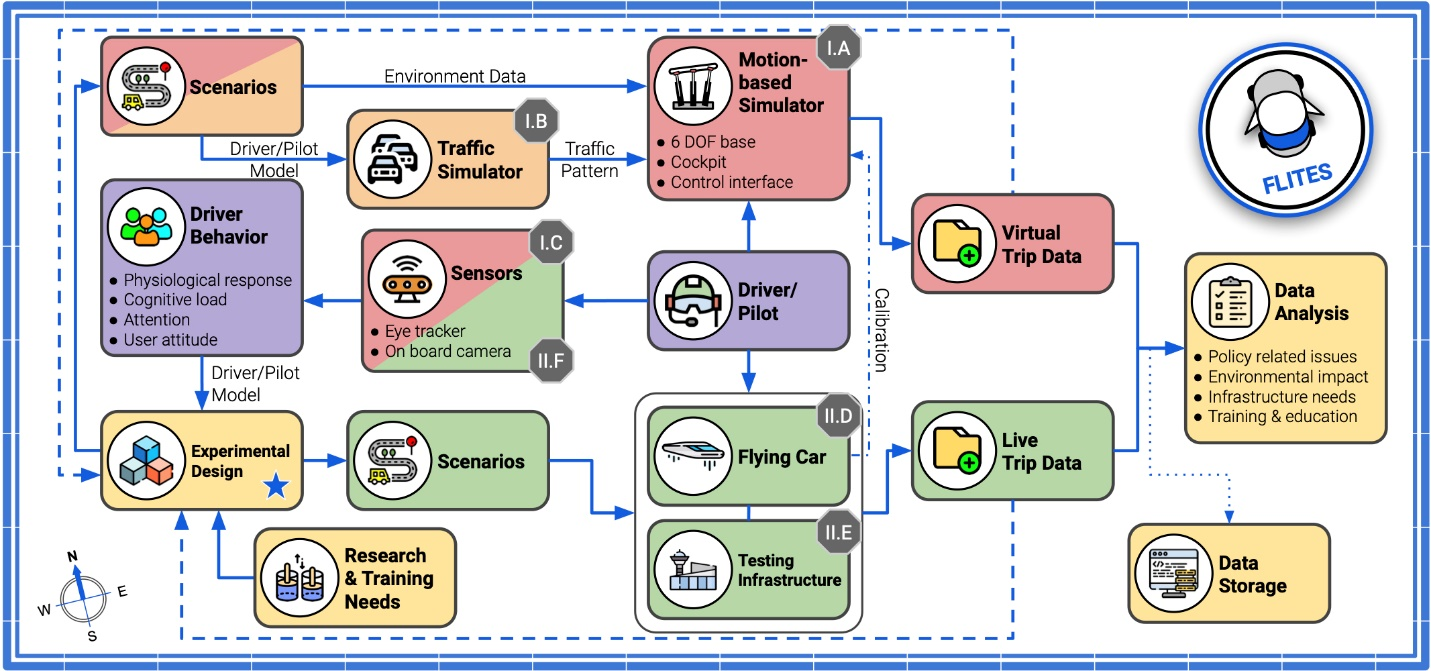 Scenarios
Environment Data
Driver/Pilot
Model
I.B
Traffic
Simulator
Traffic
Pattern
I.A
Motion-
based
Simulator
● 6 DOF base
● Cockpit
● Control interface
FLITES
Driver
Behavior
● Physiological response
● Cognitive load
● Attention
● User attitude
I.C
Sensors
● Eye tracker
● On board camera
II.F
Driver/
Pilot
Calibration
Virtual
Trip Data
Data
Analysis
● Policy related issues
● Environmental impact
● Infrastructure needs
● Training & education
Driver/Pilot
Model
Experimental
Design
Scenarios
II.D
Flying Car
II.E
Testing
Infrastructure
Live
Trip Data
Research
& Training
Needs
Data
Storage
N
W
E
S